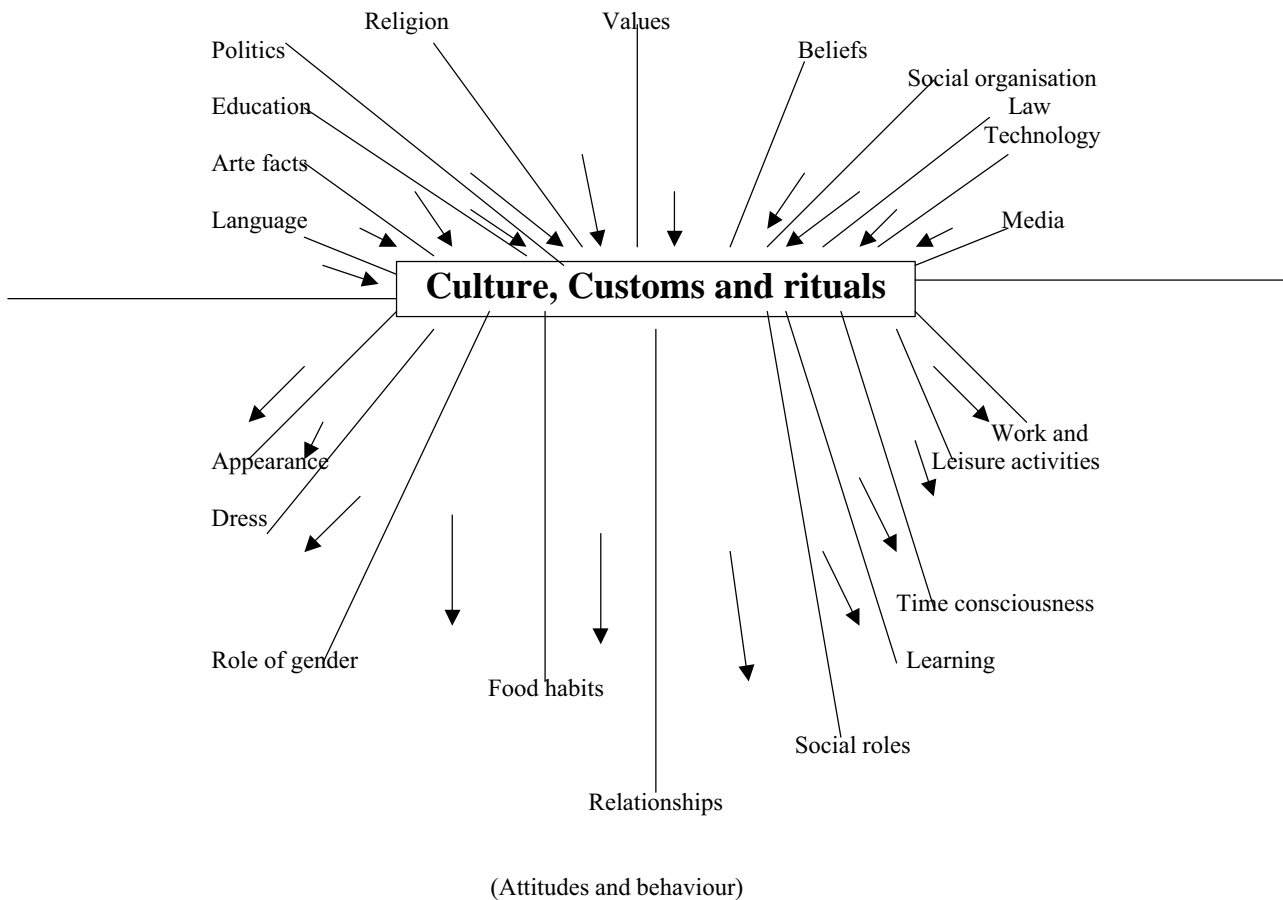 Religion
Values
Politics
Beliefs
Social organisation
Education
Law
Technology
Arte facts
Language
Media
Culture, Customs and rituals
Work and
Leisure activities
Appearance
Dress
Time consciousness
Role of gender
Learning
Food habits
Social roles
Relationships
(Attitudes and behaviour)